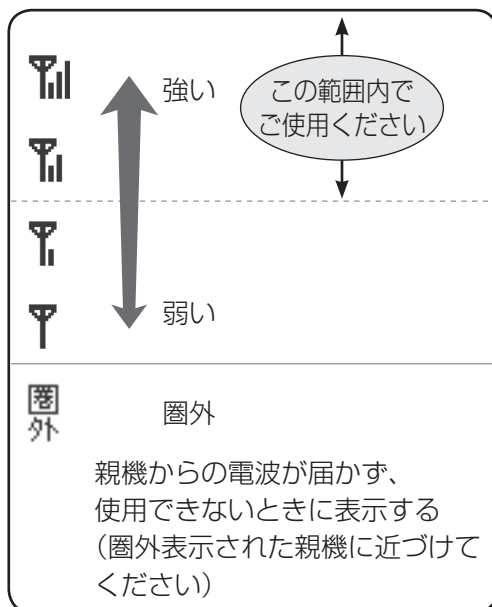 強い
この範囲内で
ご使用ください
弱い
圏外
圏外
親機からの電波が届かず、
使用できないときに表示する
(圏外表示された親機に近づけて
ください)